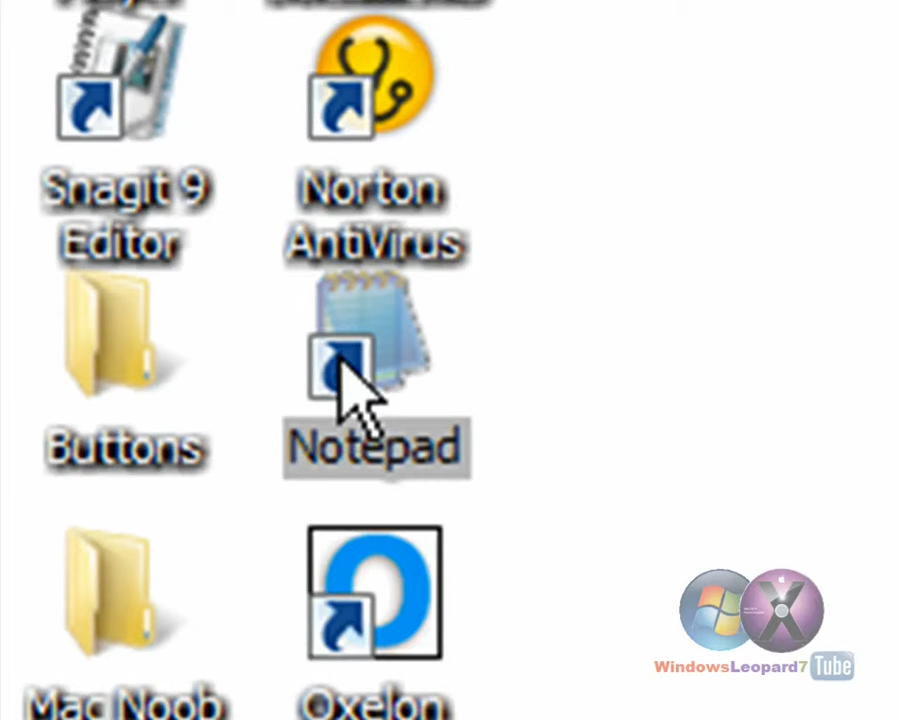 Snagit 9
Editor
Norton
AntiVirus
Buttons
Notepad
Mac Noob
Oxelon
WindowsLeopard7 Tube